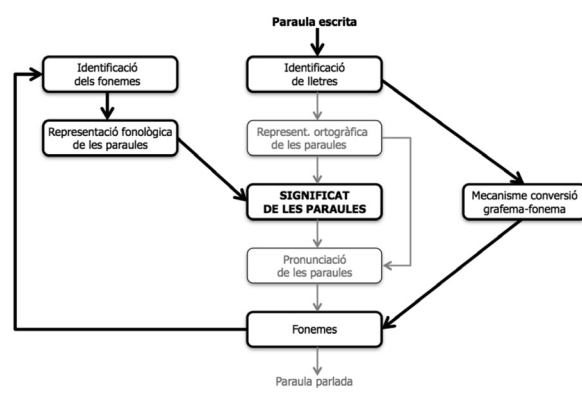 Paraula escrita
Identificació
dels fonemes
Identificació
de lletres
Representació fonològica
de les paraules
Represent. ortogràfica
de les paraules
SIGNIFICAT
DE LES PARAULES
Mecanisme conversió
grafema-fonema
Pronunciació
de les paraules
Fonemes
Paraula parlada